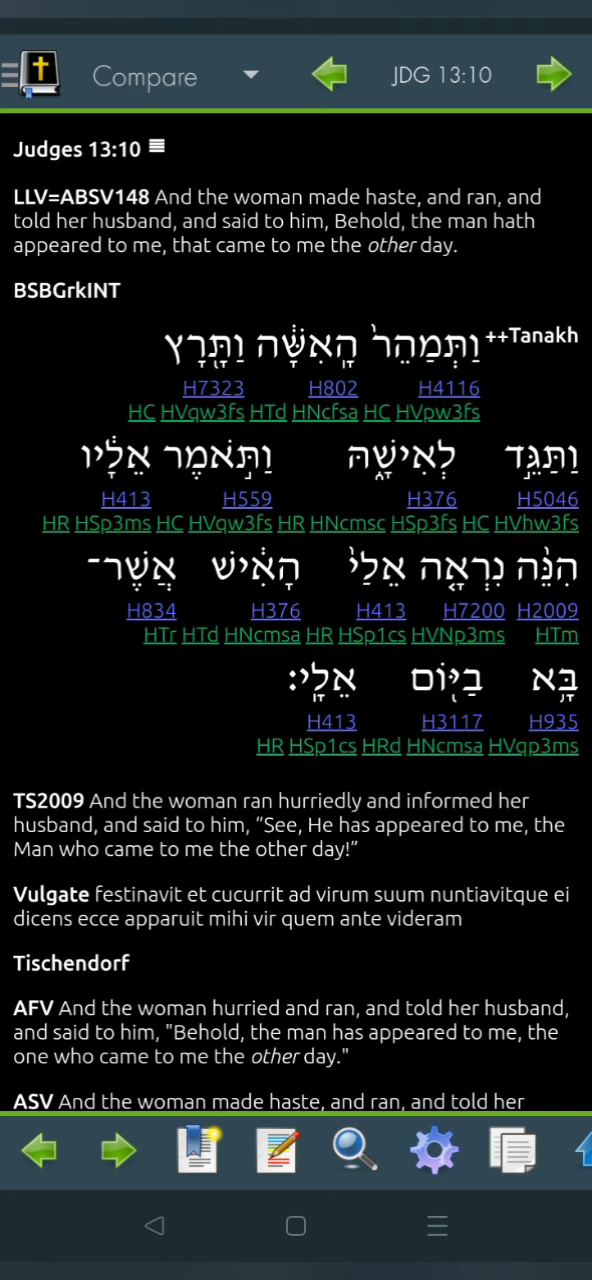 Compare
JDG 13:10
Judges 13:10
LLV=ABSV148 And the woman made haste, and ran, and
told her husband, and said to him, Behold, the man hath
appeared to me, that came to me the other day.
BSBGrkINT
++Tanakh וַתְּמַהֵר֙ הָֽאִשָּׁ֔ה וַתָּ֖רָץ
H7323 H802 H4116
HC HVqw3fs HTd HNcfsa HC HVpw3fs
וַתַּגֵּ֣ד לְאִישָׁ֑הּ וַתֹּ֣אמֶר אֵלָ֔יו
H413 H559 H376 H5046
HR HSp3ms HC HVqw3fs HR HNcmsc HSp3fs HC HVhw3fs
הִנֵּ֨ה נִרְאָ֤ה אֵלַי֙ הָאִ֔ישׁ אֲשֶׁר־
H834 H376 H413 H7200 H2009
HTr HTd HNcmsa HR HSp1cs HVNp3ms HTm
בָּ֥א בַיּ֖וֹם אֵלָֽי׃
H413 H3117 H935
HR HSp1cs HRd HNcmsa HVqp3ms
TS2009 And the woman ran hurriedly and informed her
husband, and said to him, “See, He has appeared to me, the
Man who came to me the other day!”
Vulgate festinavit et cucurrit ad virum suum nuntiavitque ei
dicens ecce apparuit mihi vir quem ante videram
Tischendorf
AFV And the woman hurried and ran, and told her husband,
and said to him, "Behold, the man has appeared to me, the
one who came to me the other day."
ASV And the woman made haste, and ran, and told her